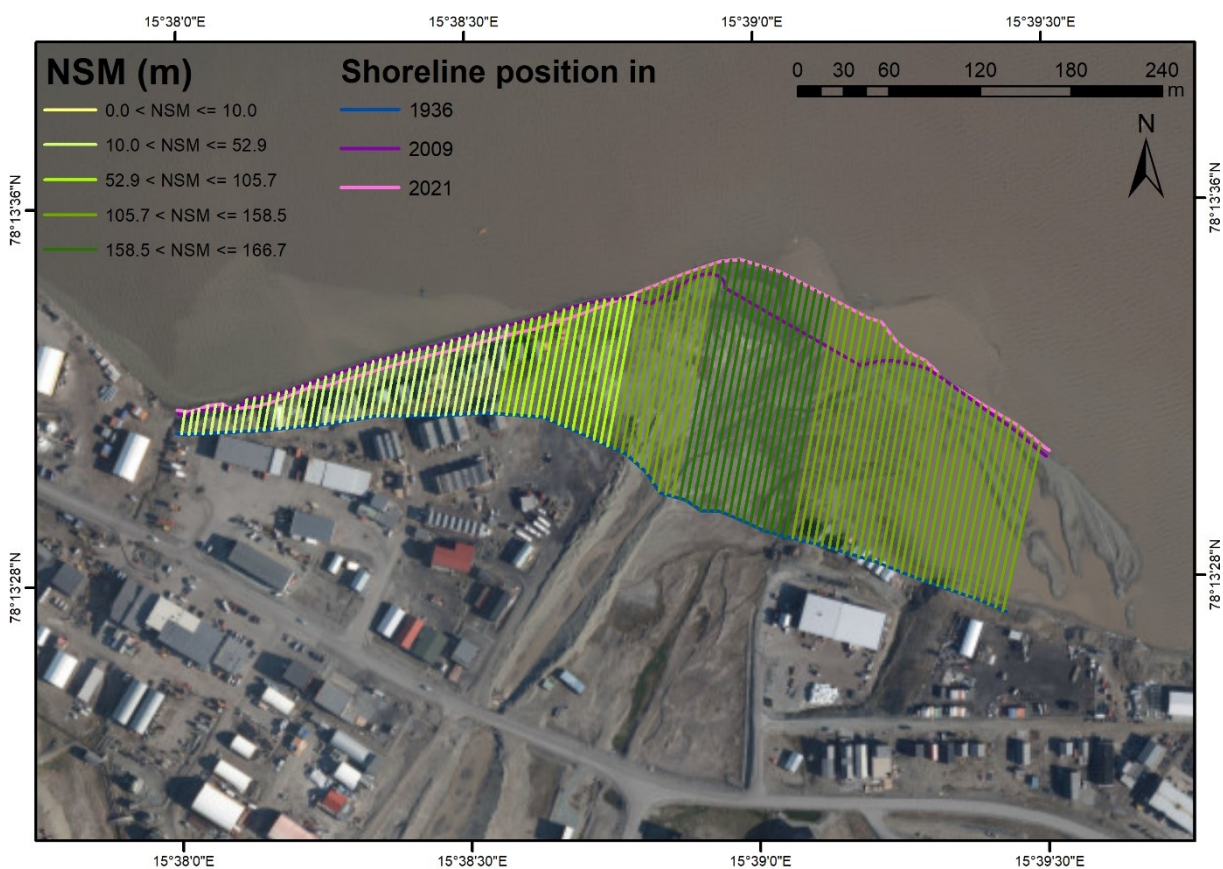 15°38'0"E 15°38'30"E 15°39'0"E 15°39'30"E
NSM (m)
0.0 < NSM <= 10.0
10.0 < NSM <= 52.9
52.9 < NSM <= 105.7
105.7 < NSM <= 158.5
158.5 < NSM <= 166.7
Shoreline position in
1936
2009
2021
0 30 60 120 180 240
m
N
78°13'36"N
78°13'36"N
78°13'28"N
78°13'28"N
15°38'0"E 15°38'30"E 15°39'0"E 15°39'30"E